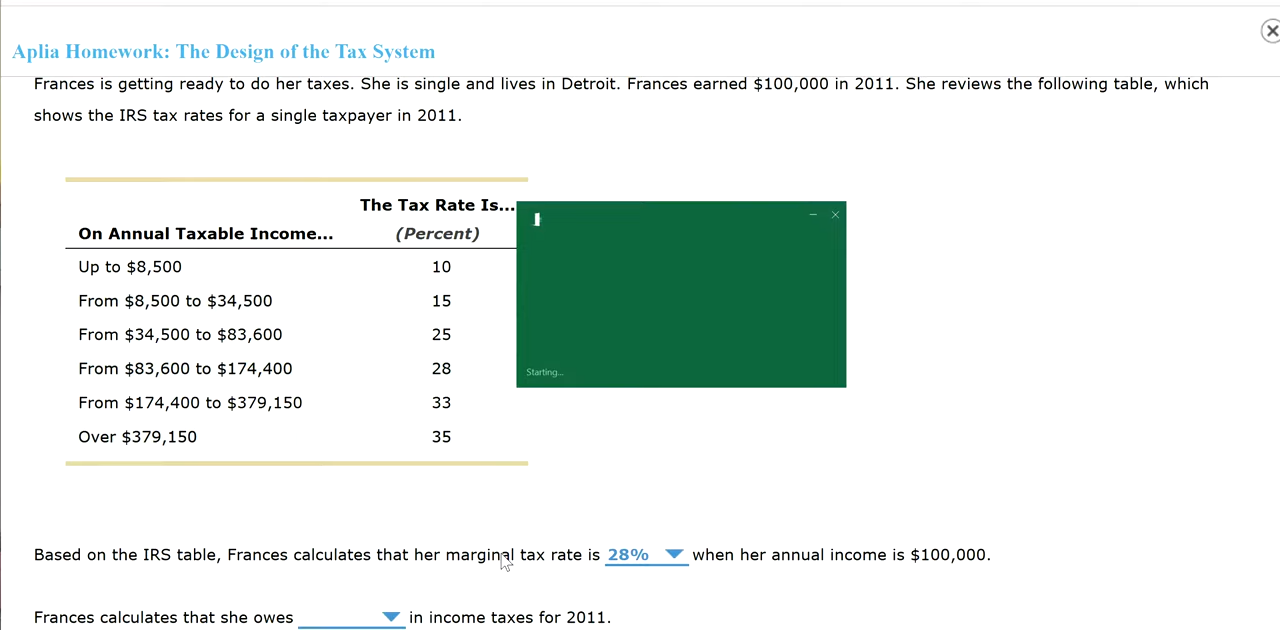 Aplia Homework: The Design of the Tax System
Frances is getting ready to do her taxes. She is single and lives in Detroit. Frances earned $100,000 in 2011. She reviews the following table, which
shows the IRS tax rates for a single taxpayer in 2011.
The Tax Rate Is...
On Annual Taxable Income... (Percent)
Up to $8,500 10
From $8,500 to $34,500 15
From $34,500 to $83,600 25
From $83,600 to $174,400 28
From $174,400 to $379,150 33
Over $379,150 35
Starting...
Based on the IRS table, Frances calculates that her marginal tax rate is 28% when her annual income is $100,000.
Frances calculates that she owes in income taxes for 2011.